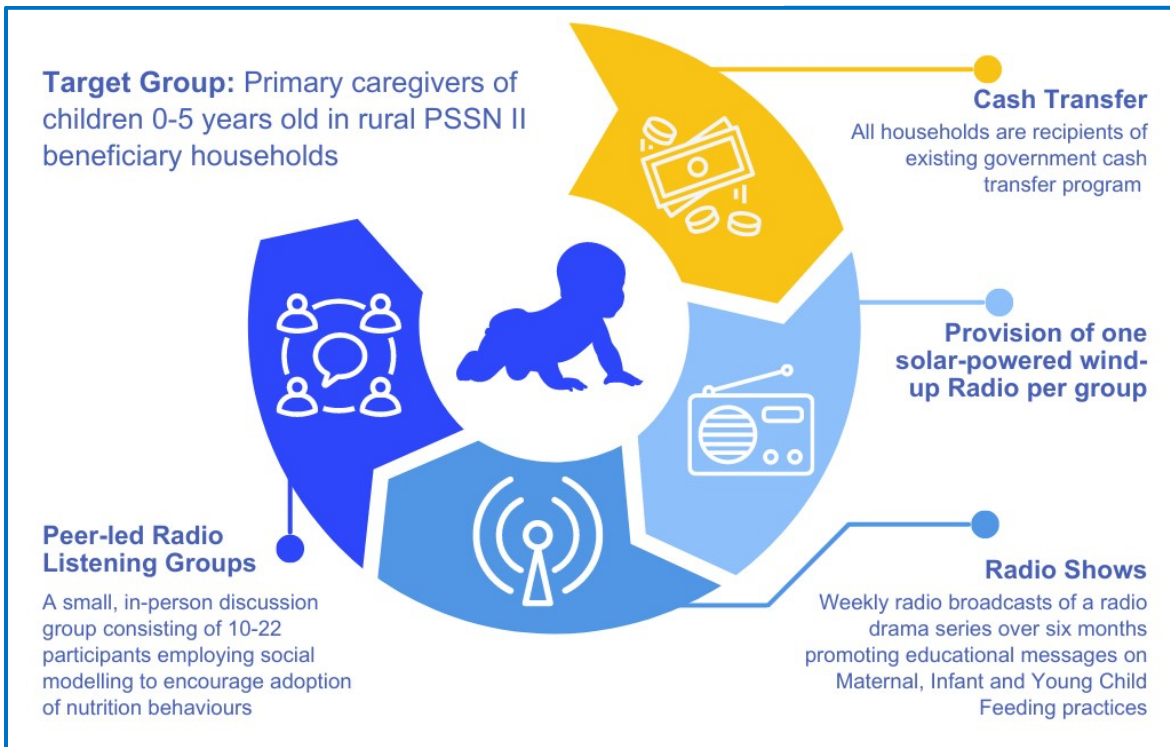 Target Group: Primary caregivers of
children 0-5 years old in rural PSSN II
beneficiary households
Cash Transfer
All households are recipients of
existing government cash
transfer program
Provision of one
solar-powered wind-
up Radio per group
Radio Shows
Weekly radio broadcasts of a radio
drama series over six months
promoting educational messages on
Maternal, Infant and Young Child
Feeding practices
Peer-led Radio
Listening Groups
A small, in-person discussion
group consisting of 10-22
participants employing social
modelling to encourage adoption
of nutrition behaviours